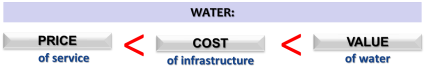 WATER:
PRICE < COST < VALUE
of service of infrastructure of water